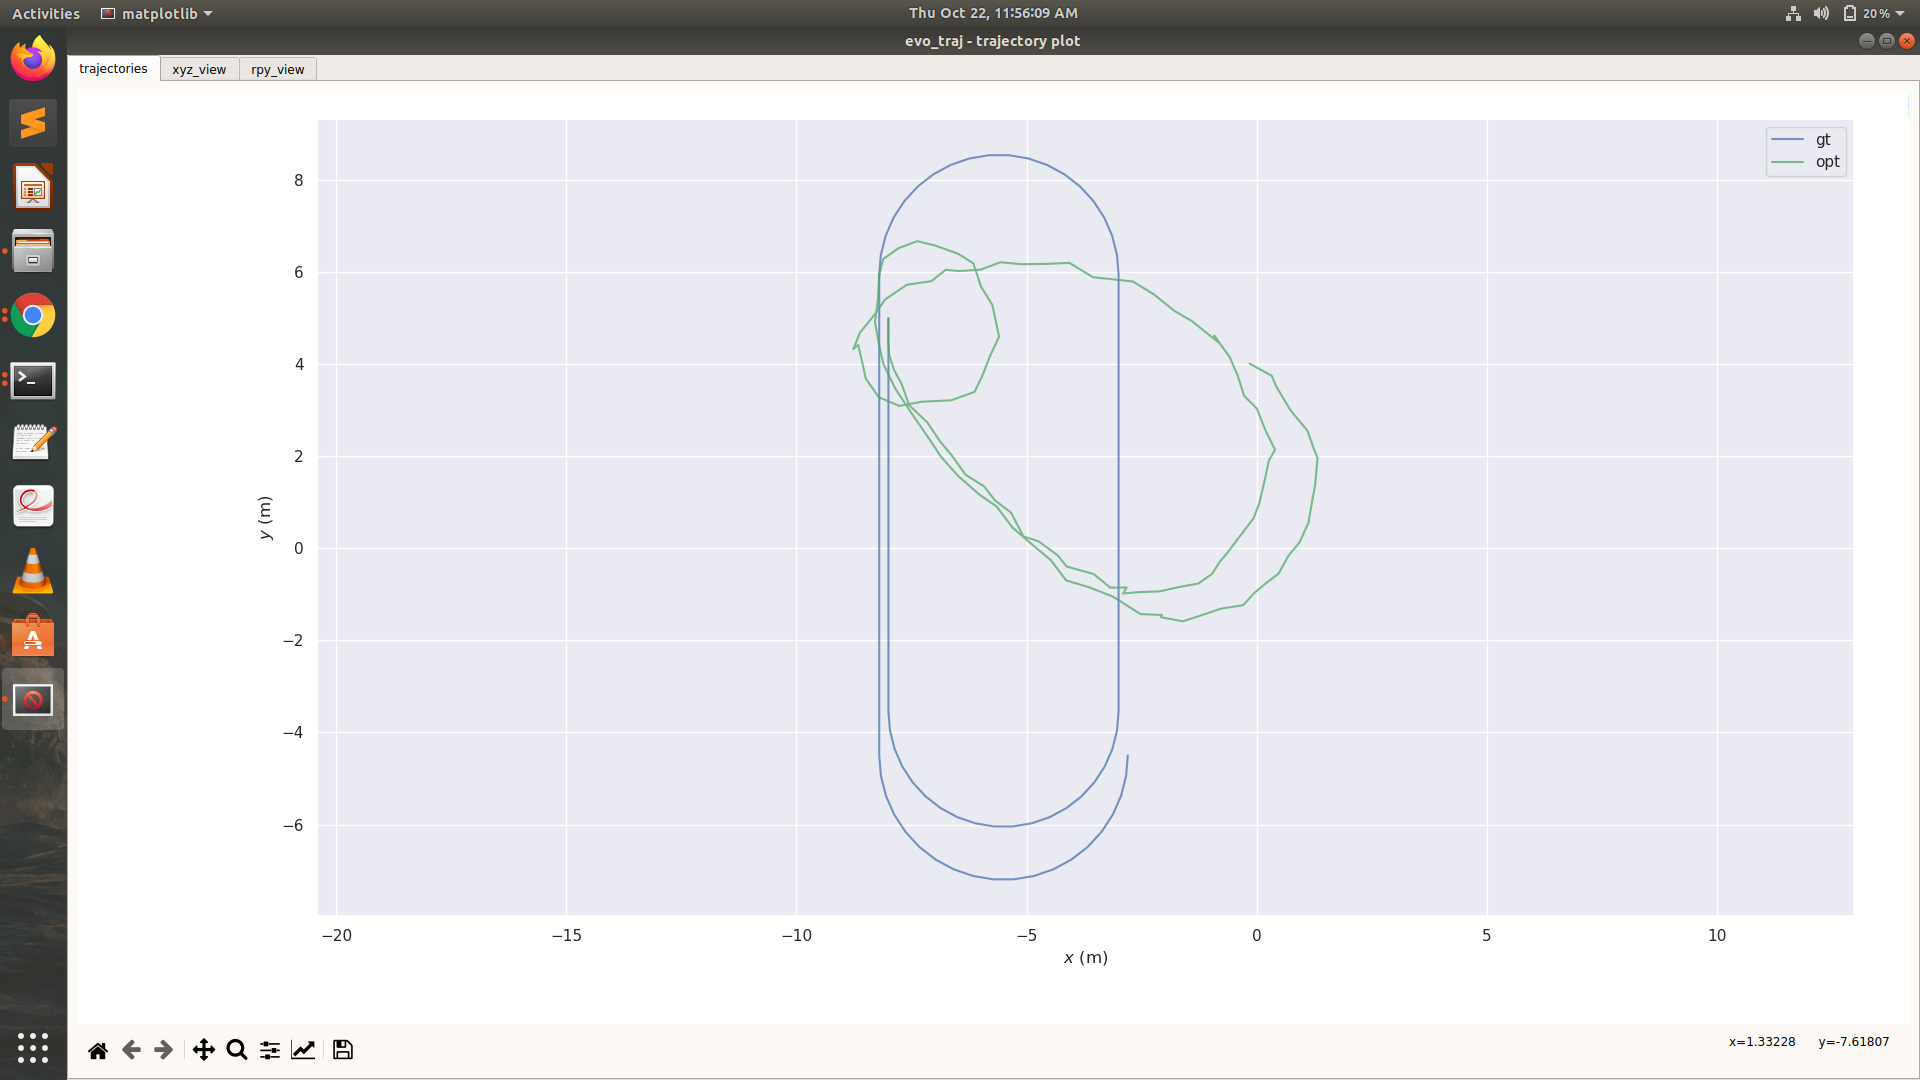 Activities matplotlib Thu Oct 22, 11:56:09 AM 20 %
evo_traj - trajectory plot
trajectories xyz_view rpy_view
gt
opt
8
6
4
2
0
−2
−4
−6
y (m)
−20 −15 −10 −5 0 5 10
x (m)
x=1.33228 y=-7.61807